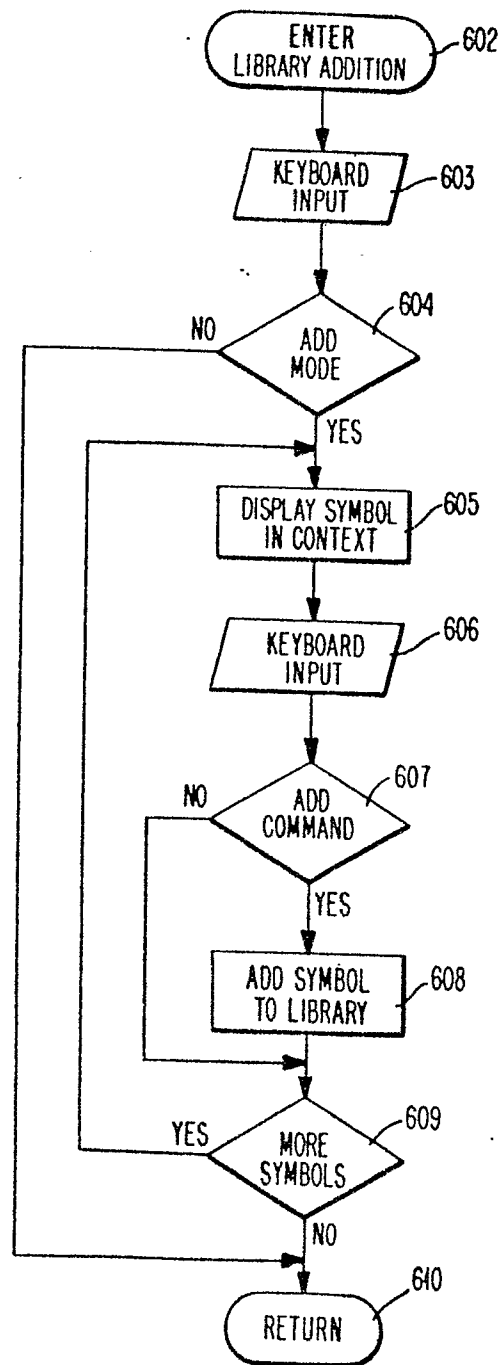 ENTER
LIBRARY ADDITION
602
KEYBOARD
INPUT
603
604
NO
ADD
MODE
YES
DISPLAY SYMBOL
IN CONTEXT
605
KEYBOARD
INPUT
606
607
NO
ADD
COMMAND
YES
ADD SYMBOL
TO LIBRARY
608
609
YES
MORE
SYMBOLS
NO
610
RETURN